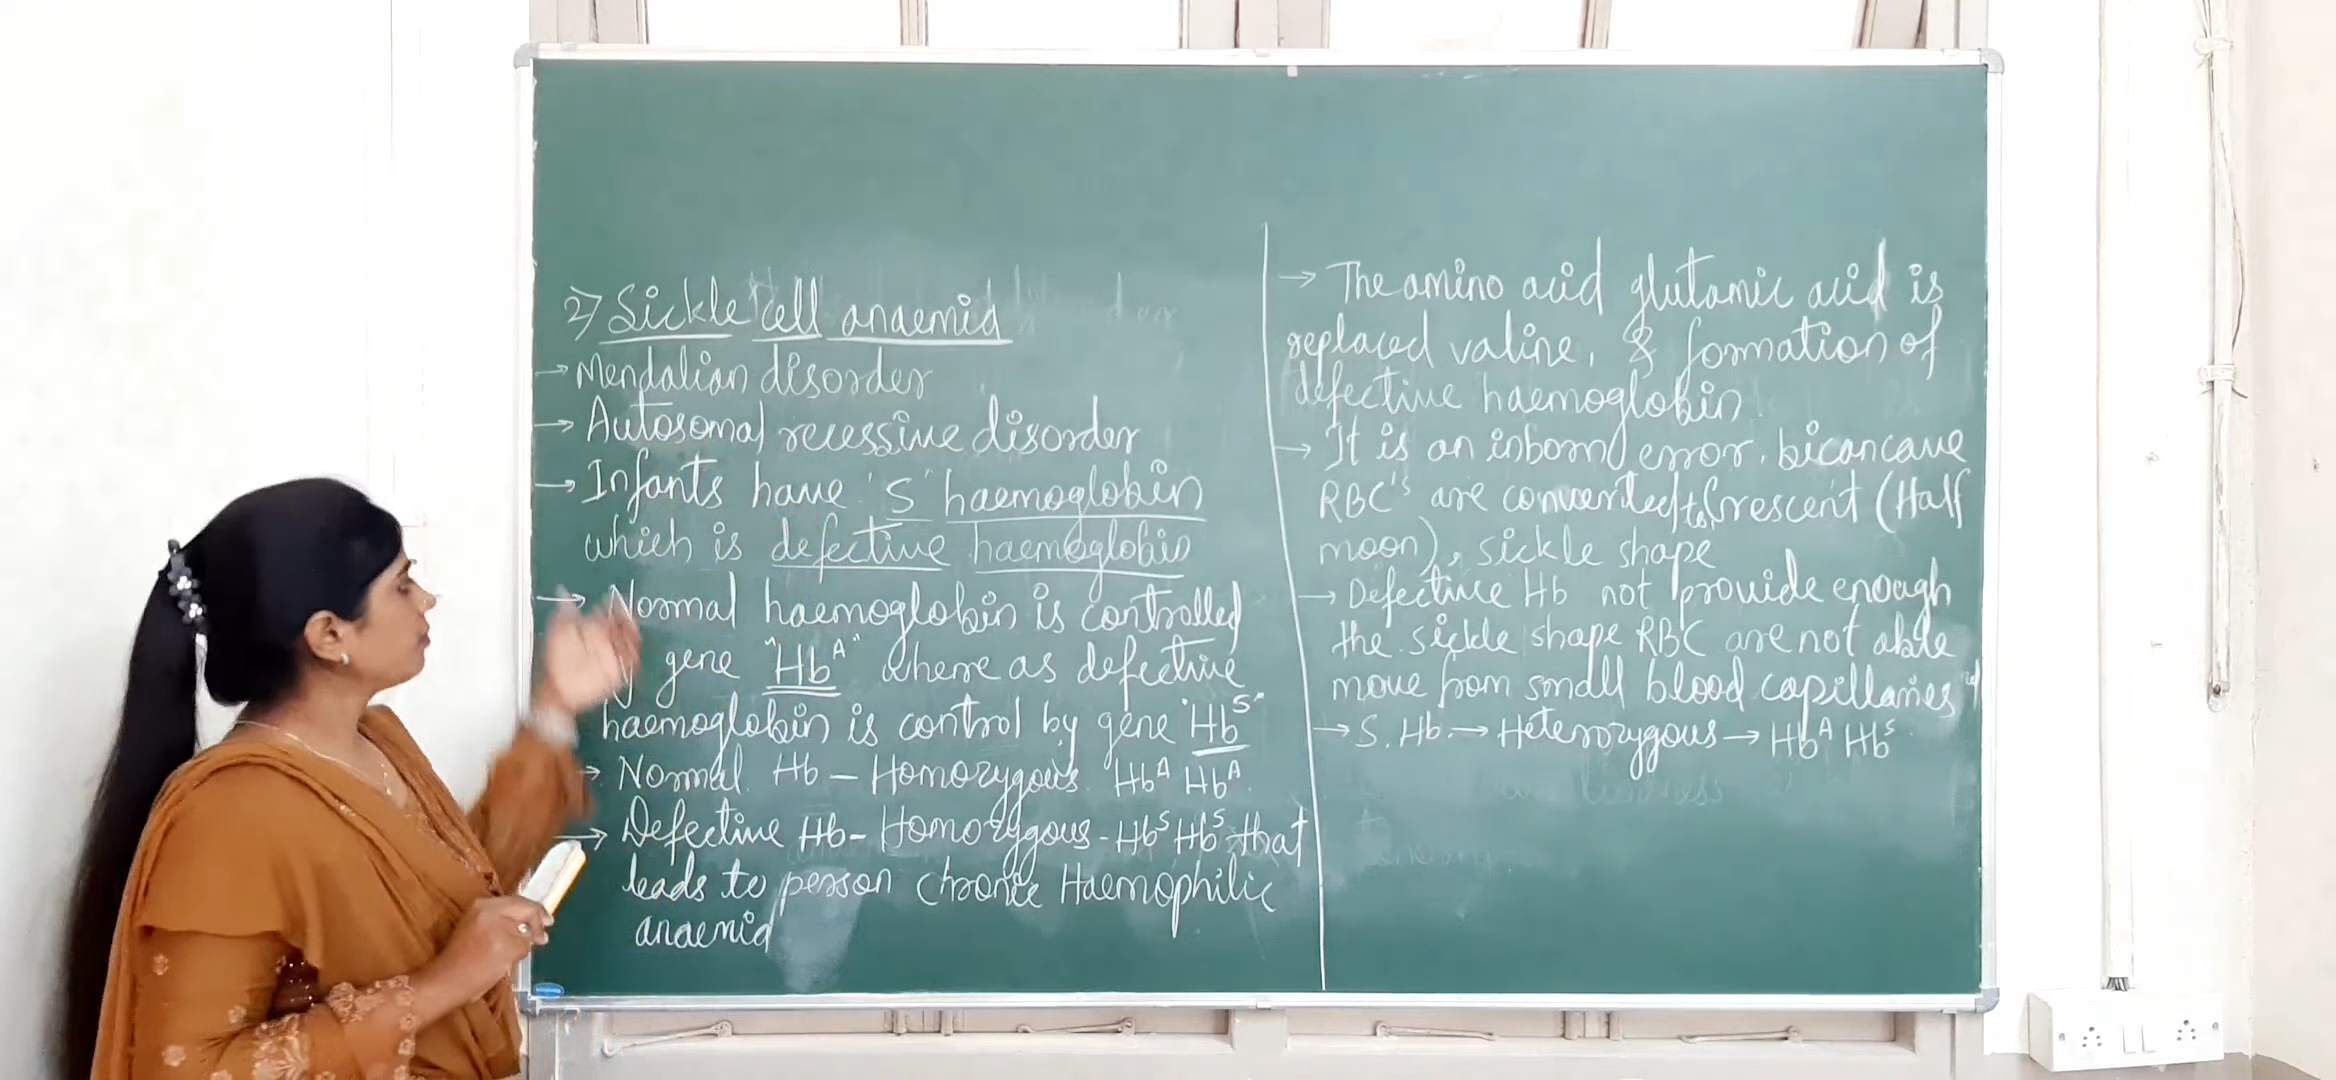 2) Sickle cell anaemia
→ Mendalian disorder
→ Autosomal recessive disorder
→ Infants have "S" haemoglobin
which is defective haemoglobin
→ Normal haemoglobin is controlled
gene "Hb^A" where as defective
haemoglobin is control by gene "Hb^S"
→ Normal Hb – Homozygous Hb^A Hb^A.
→ Defective Hb – Homozygous - Hb^S Hb^S that
leads to person chronic Haemophilic
anaemia
→ The amino acid glutamic acid is
replaced valine, & formation of
defective haemoglobin.
→ It is an inborn error. biconcave
RBC's are converted to Crescent (Half
moon), sickle shape
→ Defective Hb not provide enough
the sickle shape RBC are not able
move from small blood capillaries
→ S. Hb. → Heterozygous → Hb^A Hb^S